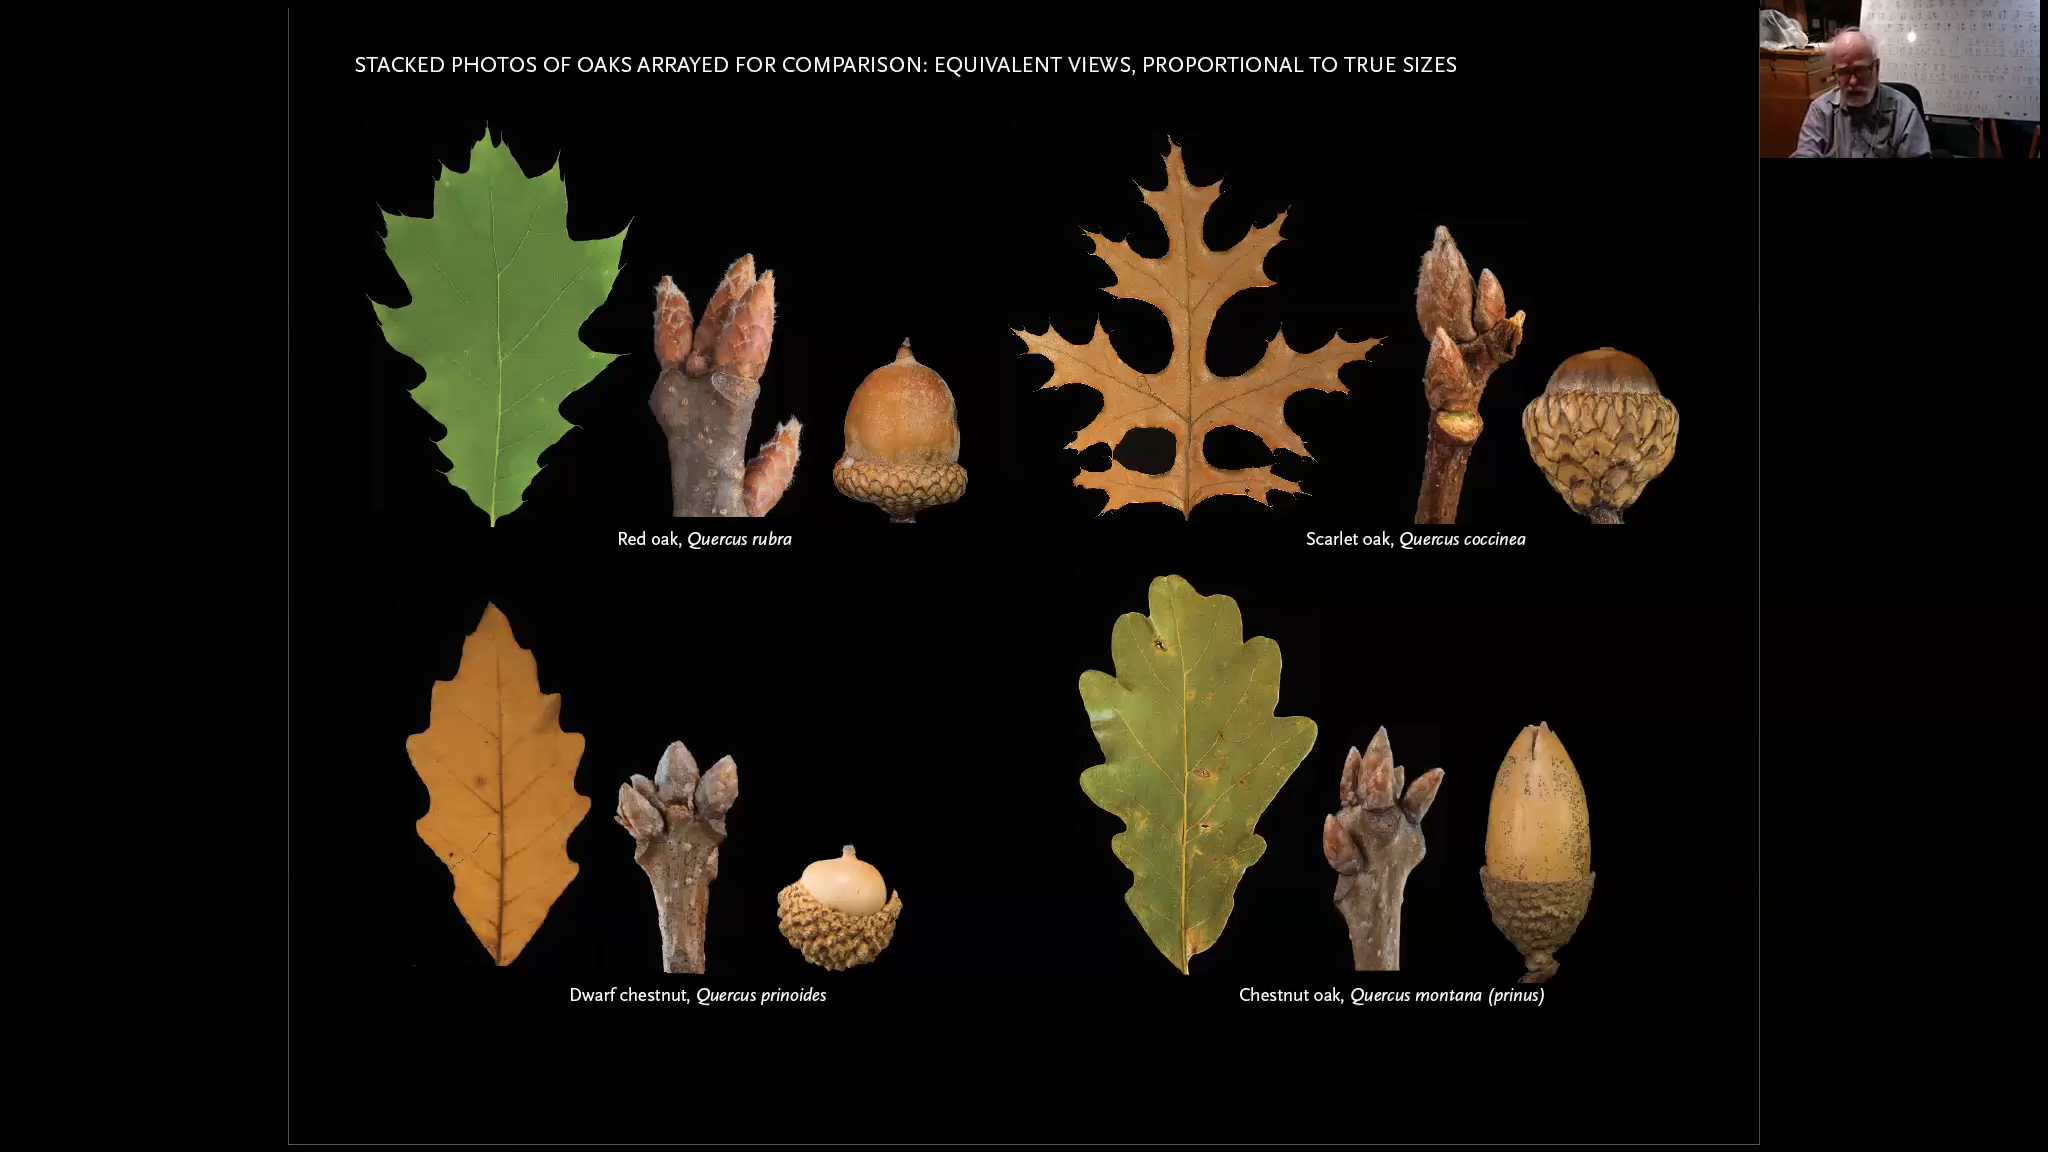 STACKED PHOTOS OF OAKS ARRAYED FOR COMPARISON: EQUIVALENT VIEWS, PROPORTIONAL TO TRUE SIZES
Red oak, Quercus rubra
Scarlet oak, Quercus coccinea
Dwarf chestnut, Quercus prinoides
Chestnut oak, Quercus montana (prinus)